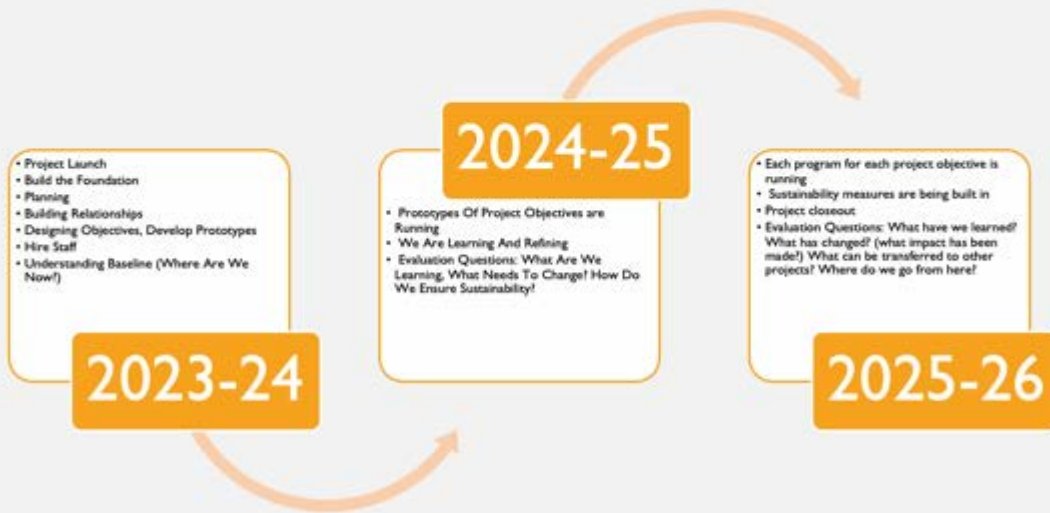 • Project Launch
• Build the Foundation
• Planning
• Building Relationships
• Designing Objectives, Develop Prototypes
• Hire Staff
• Understanding Baseline (Where Are We
Now?)
2023-24
2024-25
• Prototypes Of Project Objectives are
Running
• We Are Learning And Refining
• Evaluation Questions: What Are We
Learning, What Needs To Change? How Do
We Ensure Sustainability?
• Each program for each project objective is
running
• Sustainability measures are being built in
• Project closeout
• Evaluation Questions: What have we learned?
What has changed? (what impact has been
made?) What can be transferred to other
projects? Where do we go from here?
2025-26